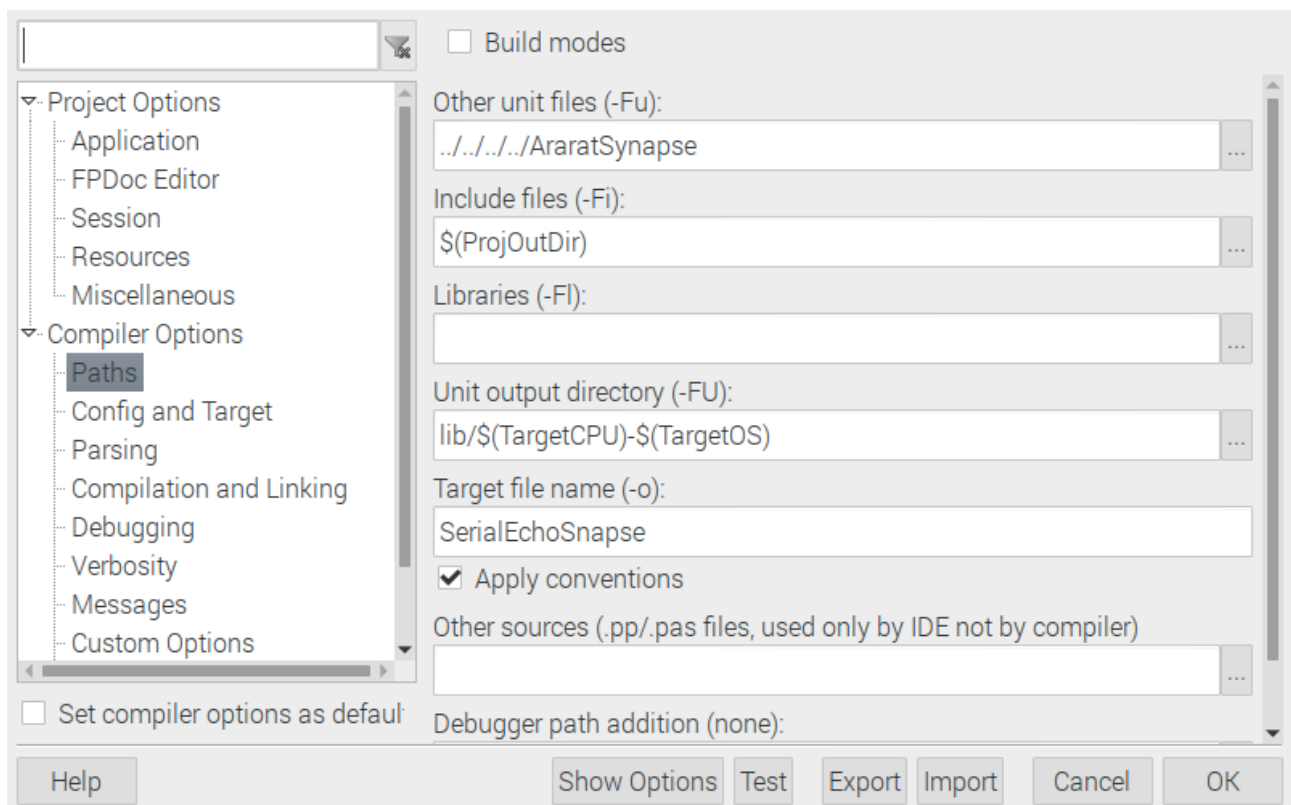 Build modes
Project Options
Application
FPDoc Editor
Session
Resources
Miscellaneous
Compiler Options
Paths
Config and Target
Parsing
Compilation and Linking
Debugging
Verbosity
Messages
Custom Options
Set compiler options as defaul
Other unit files (-Fu):
../../../../AraratSynapse
...
Include files (-Fi):
$(ProjOutDir)
...
Libraries (-Fl):
...
Unit output directory (-FU):
lib/$(TargetCPU)-$(TargetOS)
...
Target file name (-o):
SerialEchoSnapse
Apply conventions
Other sources (.pp/.pas files, used only by IDE not by compiler)
...
Debugger path addition (none):
Help
Show Options
Test
Export
Import
Cancel
OK